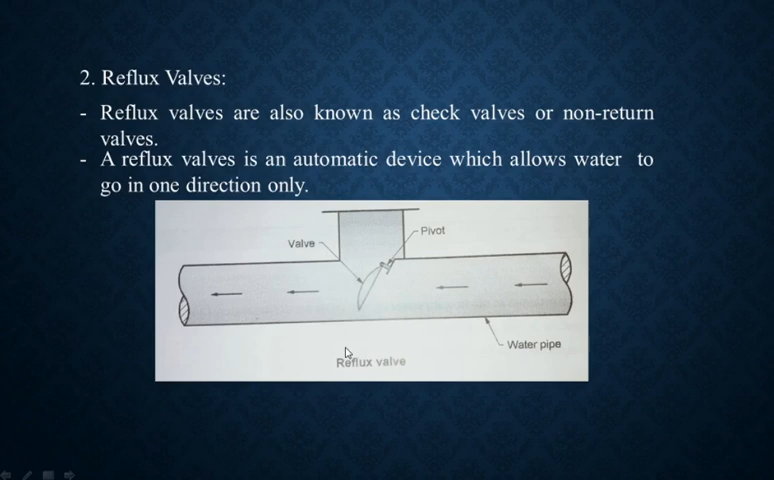 2. Reflux Valves:
- Reflux valves are also known as check valves or non-return
valves.
- A reflux valves is an automatic device which allows water to
go in one direction only.
Pivot
Valve
Water pipe
Reflux valve